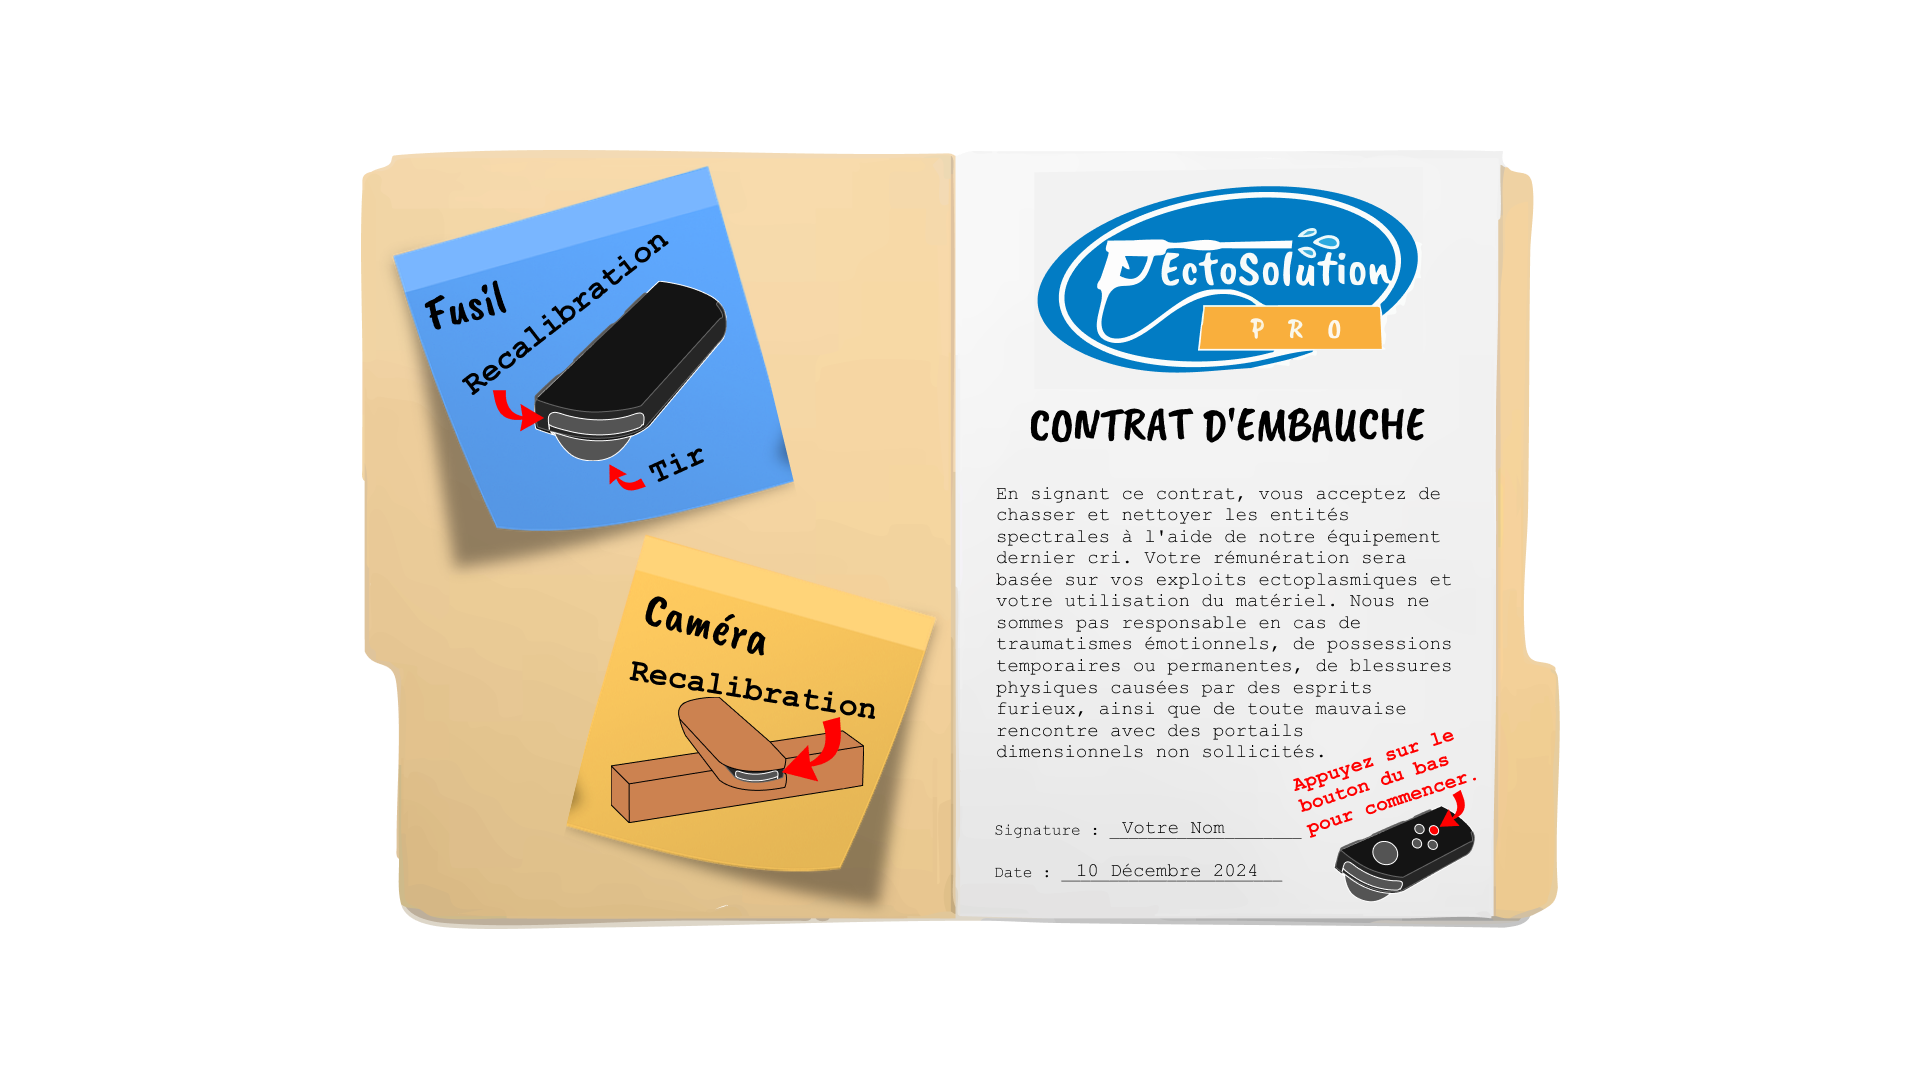 Fusil
Recalibration
Tir
Caméra
Recalibration
EctoSolution
PRO
CONTRAT D'EMBAUCHE
En signant ce contrat, vous acceptez de
chasser et nettoyer les entités
spectrales à l'aide de notre équipement
dernier cri. Votre rémunération sera
basée sur vos exploits ectoplasmiques et
votre utilisation du matériel. Nous ne
sommes pas responsable en cas de
traumatismes émotionnels, de possessions
temporaires ou permanentes, de blessures
physiques causées par des esprits
furieux, ainsi que de toute mauvaise
rencontre avec des portails
dimensionnels non sollicités.
Appuyez sur le
bouton du bas
pour commencer.
Signature : Votre Nom
Date : 10 Décembre 2024